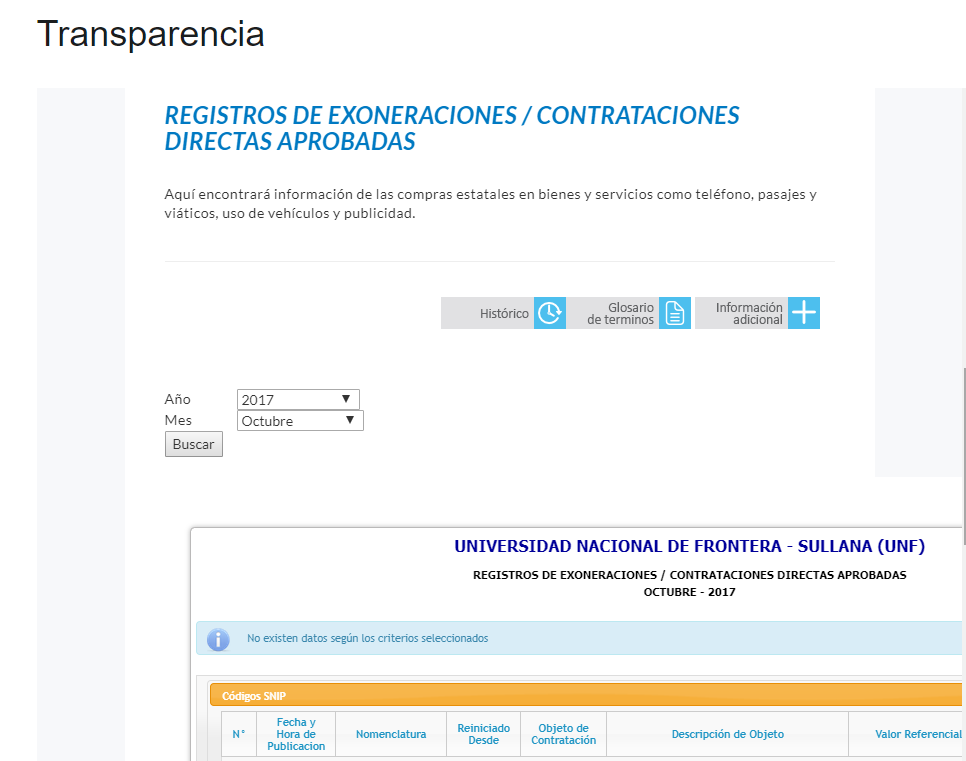 Transparencia
REGISTROS DE EXONERACIONES / CONTRATACIONES
DIRECTAS APROBADAS
Aquí encontrará información de las compras estatales en bienes y servicios como teléfono, pasajes y
viáticos, uso de vehículos y publicidad.
Histórico
Glosario
de terminos
Información
adicional
Año
2017
Mes
Octubre
Buscar
UNIVERSIDAD NACIONAL DE FRONTERA - SULLANA (UNF)
REGISTROS DE EXONERACIONES / CONTRATACIONES DIRECTAS APROBADAS
OCTUBRE - 2017
No existen datos según los criterios seleccionados
Códigos SNIP
N°
Fecha y
Hora de
Publicacion
Nomenclatura
Reiniciado
Desde
Objeto de
Contratación
Descripción de Objeto
Valor Referencial